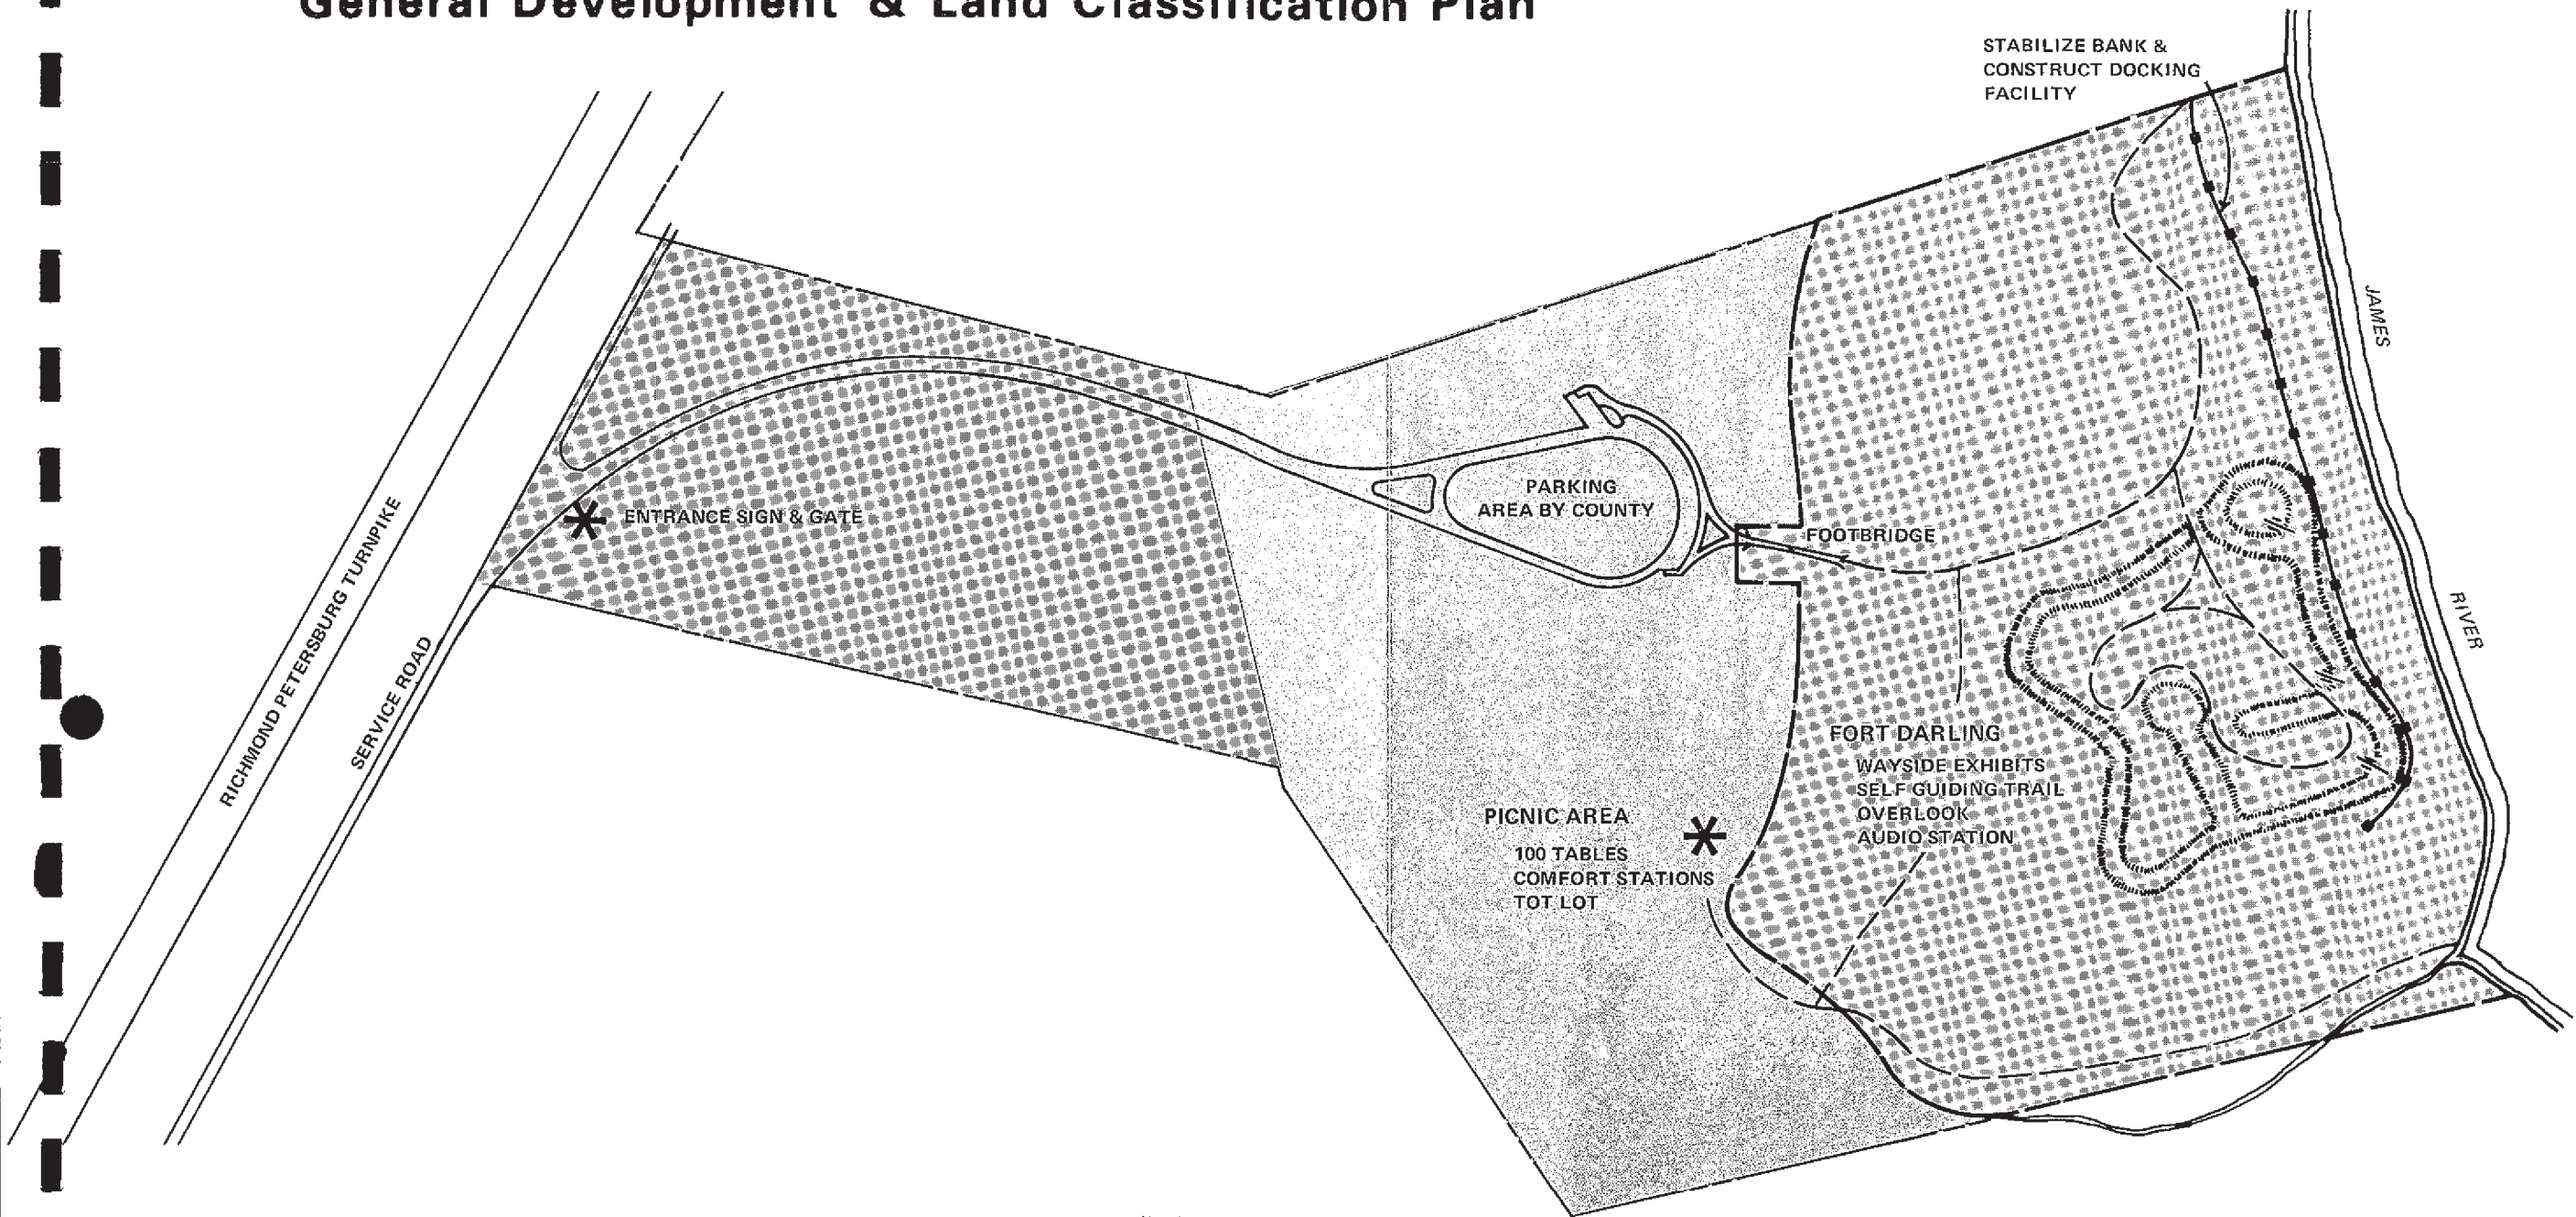 General Development & Land Classification Plan
STABILIZE BANK &
CONSTRUCT DOCKING
FACILITY
JAMES
RIVER
PARKING
AREA BY COUNTY
FOOTBRIDGE
ENTRANCE SIGN & GATE
RICHMOND PETERSBURG TURNPIKE
SERVICE ROAD
FORT DARLING
WAYSIDE EXHIBITS
SELF GUIDING TRAIL
OVERLOOK
AUDIO STATION
PICNIC AREA
100 TABLES
COMFORT STATIONS
TOT LOT